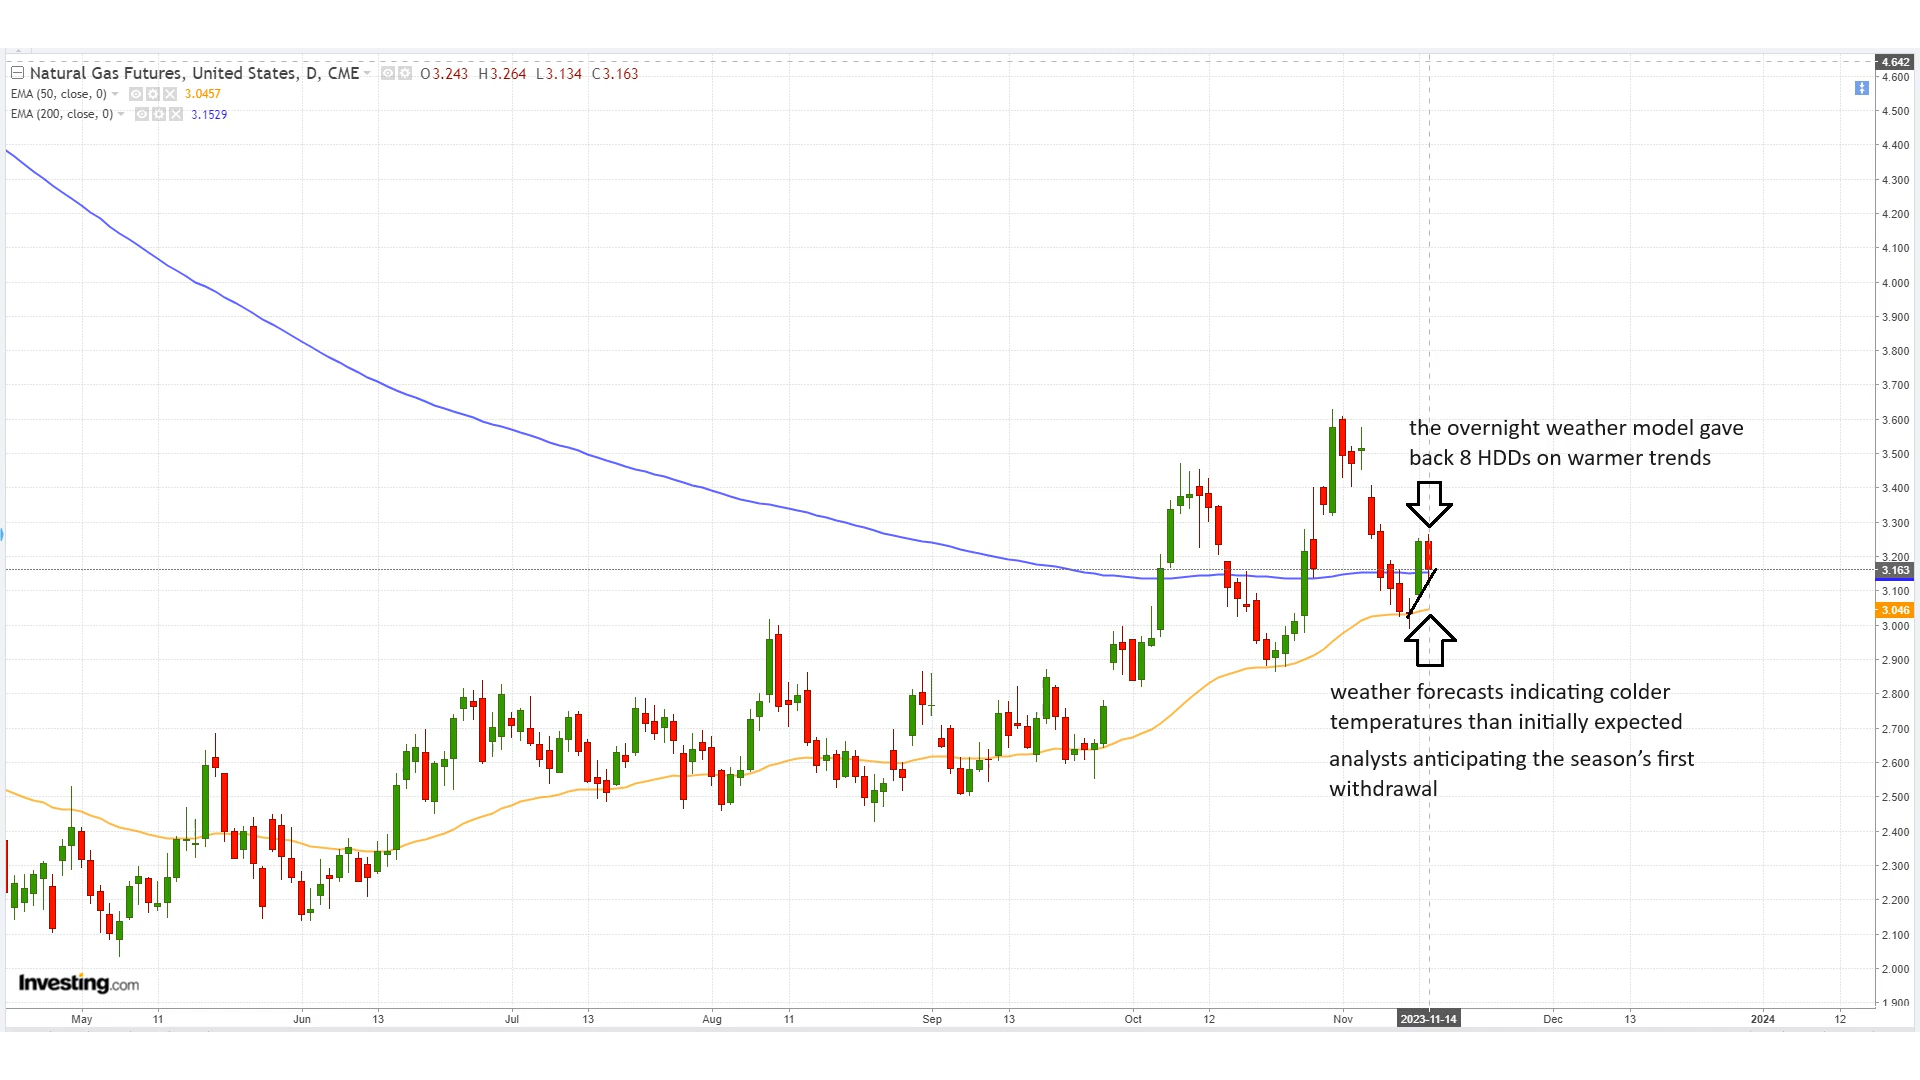 4.642
Natural Gas Futures, United States, D, CME O3.243 H3.264 L3.134 C3.163
4.600
EMA (50, close, 0) 3.0457
EMA (200, close, 0) 3.1529
4.500
4.400
4.300
4.200
4.100
4.000
3.900
3.800
3.700
3.600
the overnight weather model gave
back 8 HDDs on warmer trends
3.500
3.400
3.300
3.200
3.163
3.100
3.046
3.000
2.900
weather forecasts indicating colder
temperatures than initially expected
analysts anticipating the season’s first
withdrawal
2.800
2.700
2.600
2.500
2.400
2.300
2.200
2.100
2.000
1.900
Investing.com
May 11 Jun 13 Jul 13 Aug 11 Sep 13 Oct 12 Nov 2023-11-14 Dec 13 2024 12